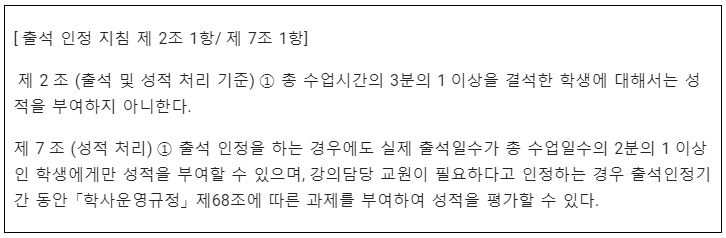 [ 출석 인정 지침 제 2조 1항/ 제 7조 1항]
제 2 조 (출석 및 성적 처리 기준) ① 총 수업시간의 3분의 1 이상을 결석한 학생에 대해서는 성
적을 부여하지 아니한다.
제 7 조 (성적 처리) ① 출석 인정을 하는 경우에도 실제 출석일수가 총 수업일수의 2분의 1 이상
인 학생에게만 성적을 부여할 수 있으며, 강의담당 교원이 필요하다고 인정하는 경우 출석인정기
간 동안 「학사운영규정」 제68조에 따른 과제를 부여하여 성적을 평가할 수 있다.